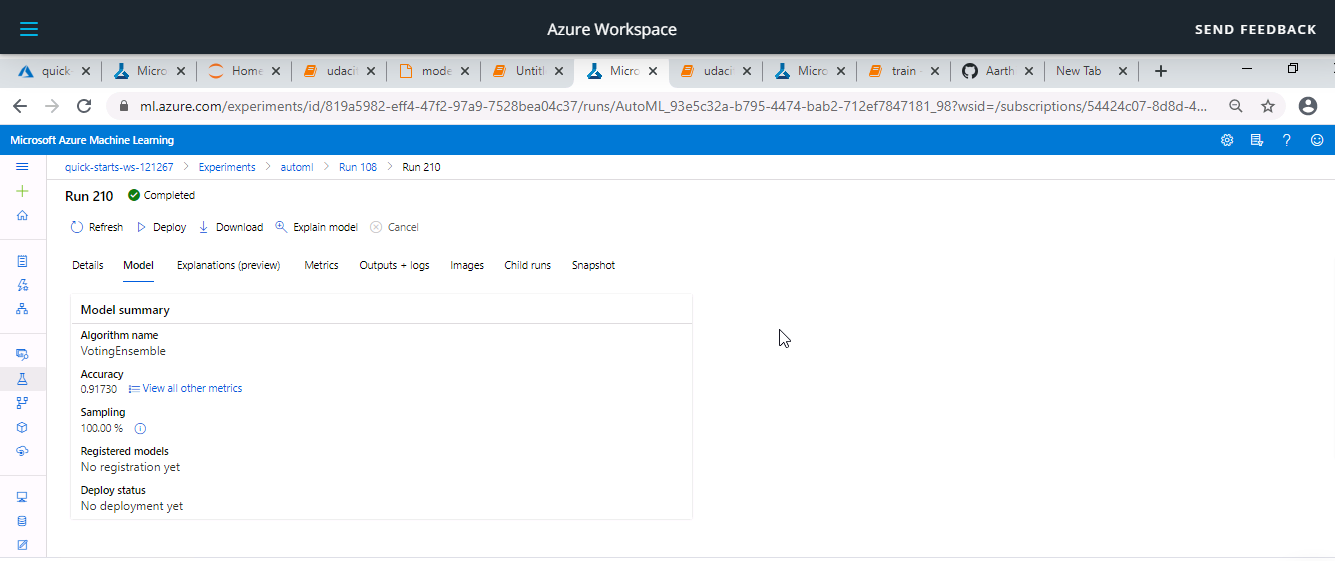 Azure Workspace
SEND FEEDBACK
quick- Micro Home udaci mode Untitl Micro udaci Micro train - Aarth New Tab
ml.azure.com/experiments/id/819a5982-eff4-47f2-97a9-7528bea04c37/runs/AutoML_93e5c32a-b795-4474-bab2-712ef7847181_98?wsid=/subscriptions/54424c07-8d8d-4...
Microsoft Azure Machine Learning
quick-starts-ws-121267 > Experiments > automl > Run 108 > Run 210
Run 210 Completed
Refresh Deploy Download Explain model Cancel
Details Model Explanations (preview) Metrics Outputs + logs Images Child runs Snapshot
Model summary
Algorithm name
VotingEnsemble
Accuracy
0.91730 View all other metrics
Sampling
100.00 %
Registered models
No registration yet
Deploy status
No deployment yet